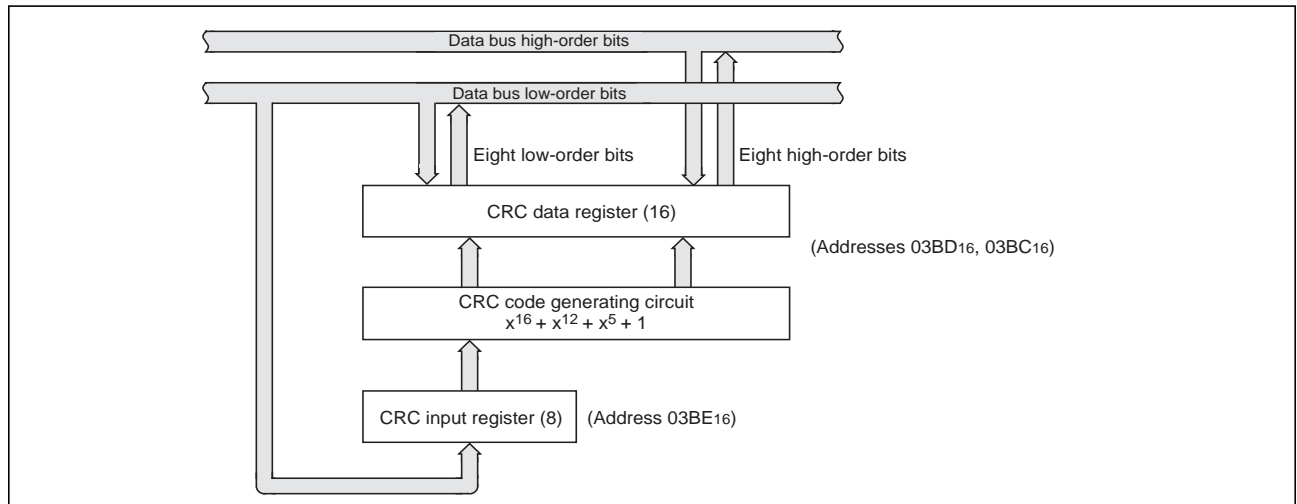 Data bus high-order bits
Data bus low-order bits
Eight low-order bits
Eight high-order bits
CRC data register (16)
(Addresses 03BD16, 03BC16)
CRC code generating circuit
x16 + x12 + x5 + 1
CRC input register (8)
(Address 03BE16)